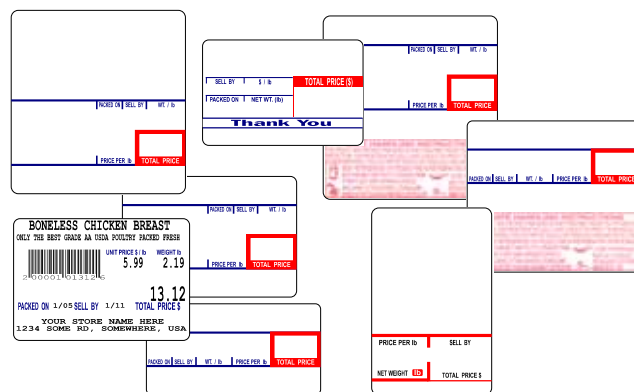 PACKED ON SELL BY WT. / lb
PRICE PER lb TOTAL PRICE
SELL BY $ / lb TOTAL PRICE ($)
PACKED ON NET WT. (lb)
Thank You
PACKED ON SELL BY WT. / lb
PRICE PER lb TOTAL PRICE
PACKED ON SELL BY WT. / lb PRICE PER lb TOTAL PRICE
PACKED ON SELL BY WT. / lb
PRICE PER lb TOTAL PRICE
BONELESS CHICKEN BREAST
ONLY THE BEST GRADE AA USDA POULTRY PACKED FRESH
UNIT PRICE $ / lb WEIGHT lb
5.99 2.19
2 00001 01312 6
13.12
PACKED ON 1/05 SELL BY 1/11 TOTAL PRICE $
YOUR STORE NAME HERE
1234 SOME RD, SOMEWHERE, USA
PACKED ON SELL BY WT. / lb PRICE PER lb TOTAL PRICE
PRICE PER lb SELL BY
NET WEIGHT lb TOTAL PRICE $